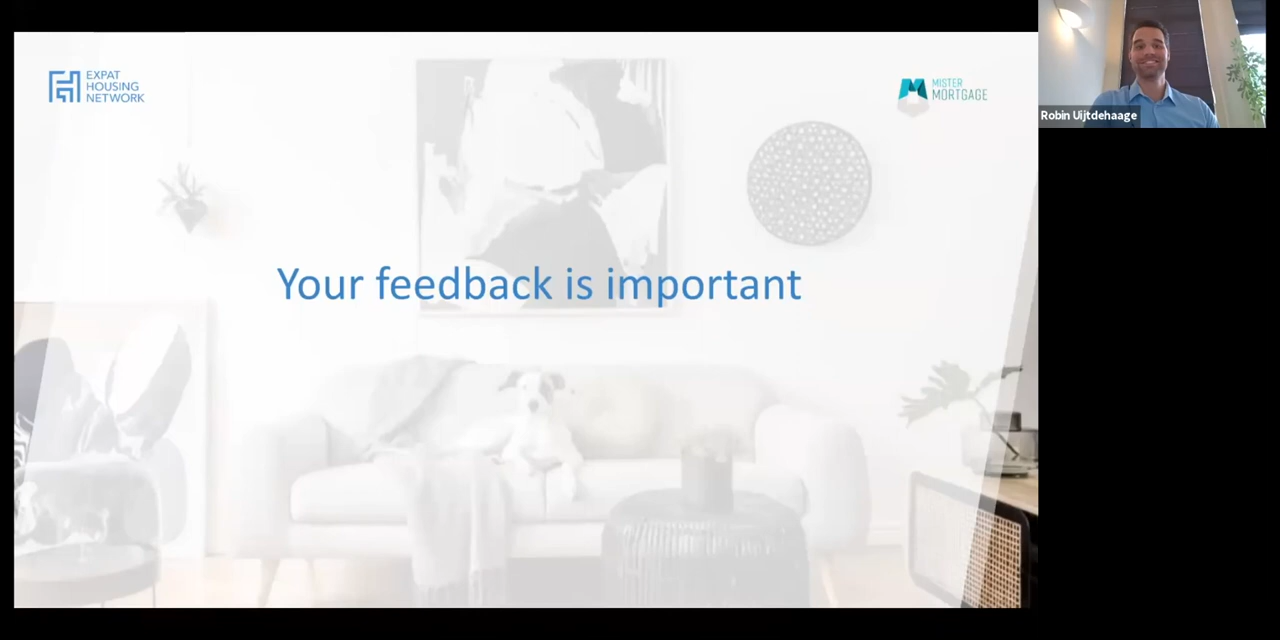 EXPAT
HOUSING
NETWORK
MISTER
MORTGAGE
Robin Uijtdehaage
Your feedback is important